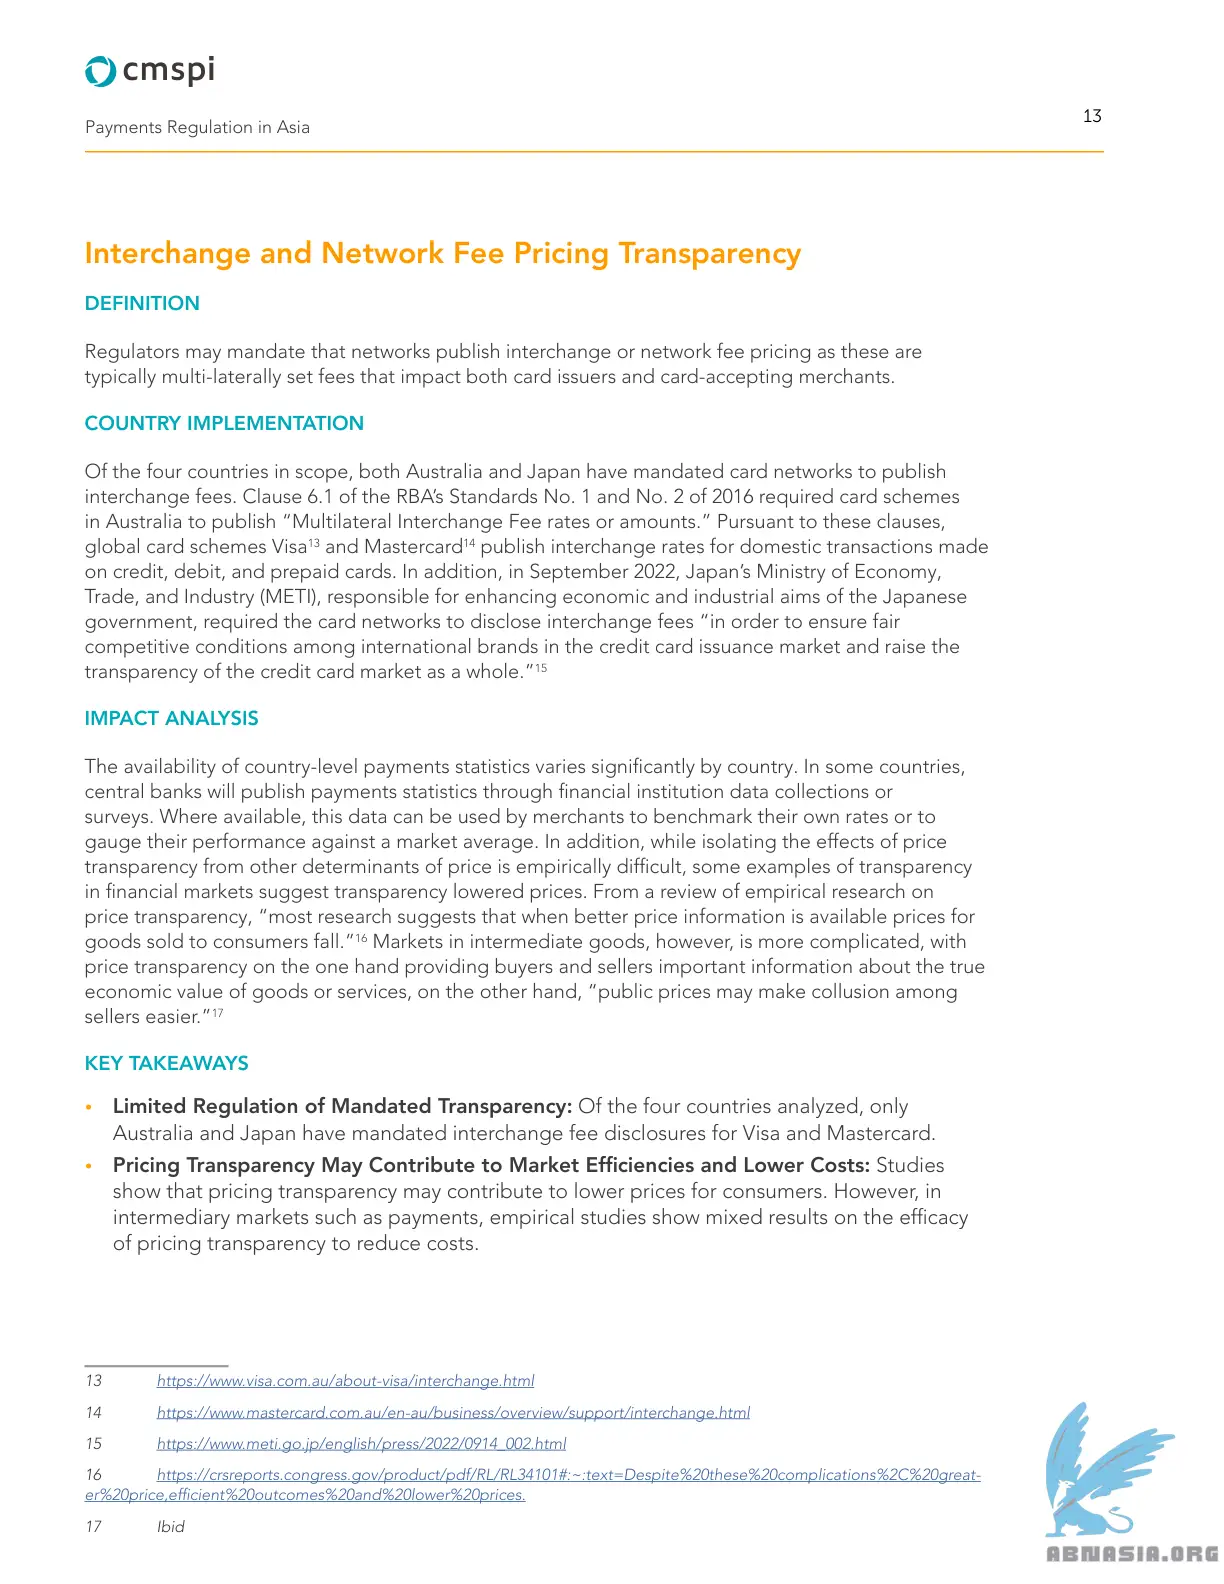 cmspi
Payments Regulation in Asia
13
Interchange and Network Fee Pricing Transparency
DEFINITION
Regulators may mandate that networks publish interchange or network fee pricing as these are
typically multi-laterally set fees that impact both card issuers and card-accepting merchants.
COUNTRY IMPLEMENTATION
Of the four countries in scope, both Australia and Japan have mandated card networks to publish
interchange fees. Clause 6.1 of the RBA’s Standards No. 1 and No. 2 of 2016 required card schemes
in Australia to publish “Multilateral Interchange Fee rates or amounts.” Pursuant to these clauses,
global card schemes Visa13 and Mastercard14 publish interchange rates for domestic transactions made
on credit, debit, and prepaid cards. In addition, in September 2022, Japan’s Ministry of Economy,
Trade, and Industry (METI), responsible for enhancing economic and industrial aims of the Japanese
government, required the card networks to disclose interchange fees “in order to ensure fair
competitive conditions among international brands in the credit card issuance market and raise the
transparency of the credit card market as a whole.”15
IMPACT ANALYSIS
The availability of country-level payments statistics varies significantly by country. In some countries,
central banks will publish payments statistics through financial institution data collections or
surveys. Where available, this data can be used by merchants to benchmark their own rates or to
gauge their performance against a market average. In addition, while isolating the effects of price
transparency from other determinants of price is empirically difficult, some examples of transparency
in financial markets suggest transparency lowered prices. From a review of empirical research on
price transparency, “most research suggests that when better price information is available prices for
goods sold to consumers fall.”16 Markets in intermediate goods, however, is more complicated, with
price transparency on the one hand providing buyers and sellers important information about the true
economic value of goods or services, on the other hand, “public prices may make collusion among
sellers easier.”17
KEY TAKEAWAYS
• Limited Regulation of Mandated Transparency: Of the four countries analyzed, only
Australia and Japan have mandated interchange fee disclosures for Visa and Mastercard.
• Pricing Transparency May Contribute to Market Efficiencies and Lower Costs: Studies
show that pricing transparency may contribute to lower prices for consumers. However, in
intermediary markets such as payments, empirical studies show mixed results on the efficacy
of pricing transparency to reduce costs.
13 https://www.visa.com.au/about-visa/interchange.html
14 https://www.mastercard.com.au/en-au/business/overview/support/interchange.html
15 https://www.meti.go.jp/english/press/2022/0914_002.html
16 https://crsreports.congress.gov/product/pdf/RL/RL34101#:~:text=Despite%20these%20complications%2C%20great-
er%20price,efficient%20outcomes%20and%20lower%20prices.
17 Ibid
ABNASIA.ORG